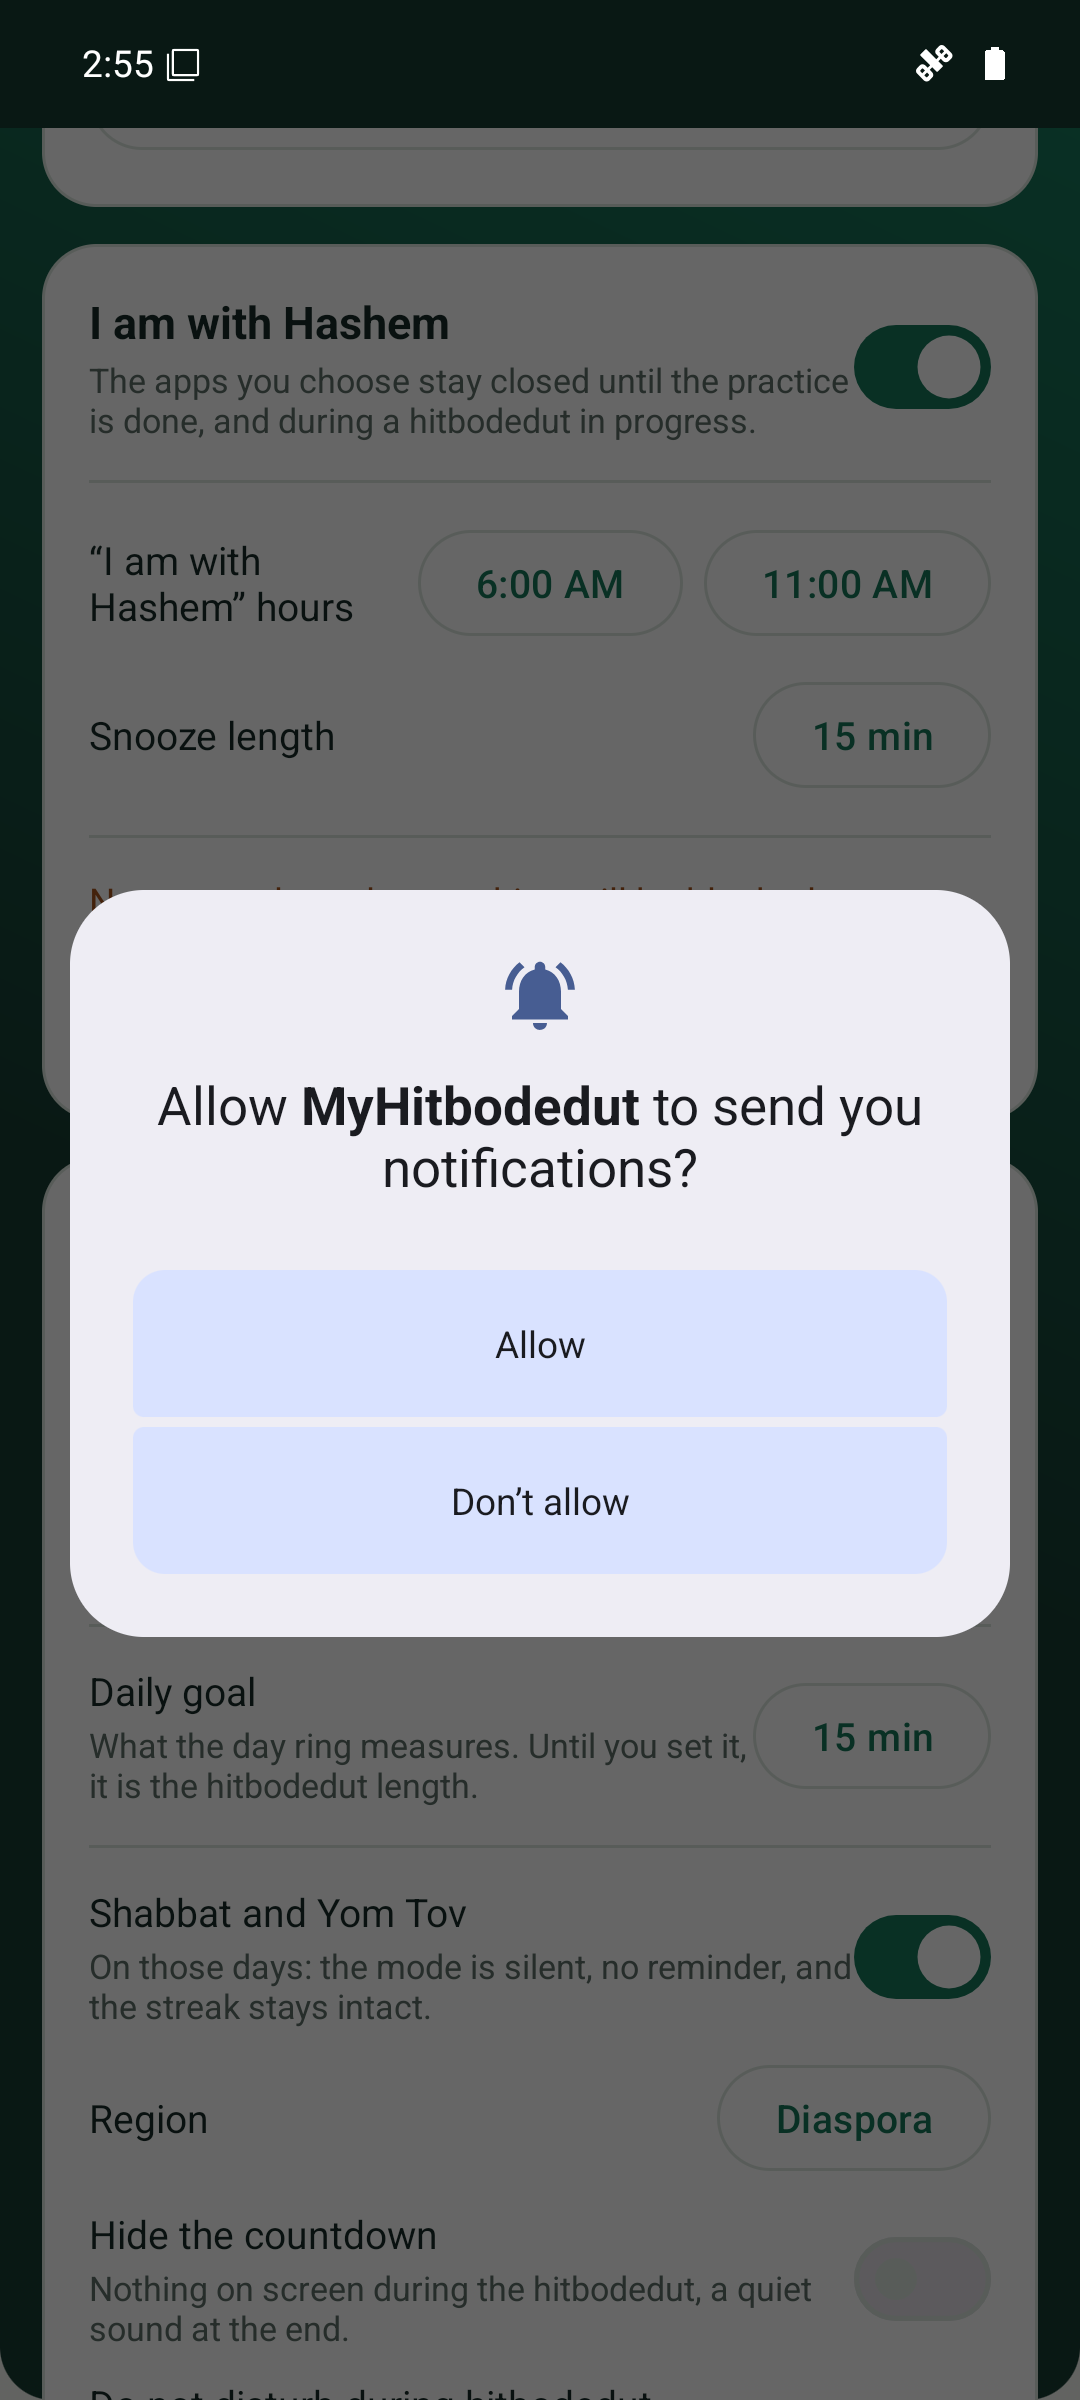 2:55
I am with Hashem
The apps you choose stay closed until the practice
is done, and during a hitbodedut in progress.
“I am with
Hashem” hours
6:00 AM
11:00 AM
Snooze length
15 min
Allow MyHitbodedut to send you
notifications?
Allow
Don’t allow
Daily goal
What the day ring measures. Until you set it,
it is the hitbodedut length.
15 min
Shabbat and Yom Tov
On those days: the mode is silent, no reminder, and
the streak stays intact.
Region
Diaspora
Hide the countdown
Nothing on screen during the hitbodedut, a quiet
sound at the end.
Do not disturb during hitbodedut